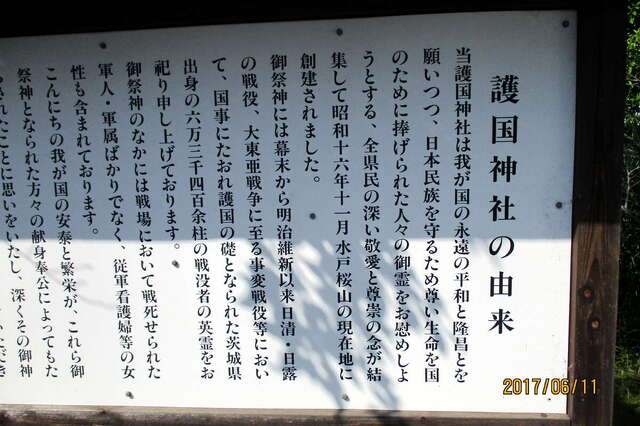 護国神社の由来
当護国神社は我が国の永遠の平和と隆昌とを
願いつつ、日本民族を守るため尊い生命を国
のために捧げられた人々の御霊をお慰めしよ
うとする、全県民の深い敬愛と尊崇の念が結
集して昭和十六年十一月水戸桜山の現在地に
創建されました。
御祭神には幕末から明治維新以来日清・日露
の戦役、大東亜戦争に至る事変戦役等におい
て、国事にたおれ護国の礎となられた茨城県
出身の六万三千四百余柱の戦没者の英霊をお
祀り申し上げております。
御祭神のなかには戦場において戦死せられた
軍人・軍属ばかりでなく、従軍看護婦等の女
性も含まれております。
こんにちの我が国の安泰と繁栄が、これら御
祭神となられた方々の献身奉公によってもた
られたことに思いをいたし、深くその御神
2017/06/11